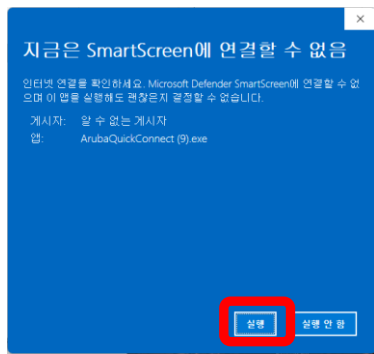 지금은 SmartScreen에 연결할 수 없음
인터넷 연결을 확인하세요. Microsoft Defender SmartScreen에 연결할 수 없
으며 이 앱을 실행해도 괜찮은지 결정할 수 없습니다.
게시자: 알 수 없는 게시자
앱: ArubaQuickConnect (9).exe
실행 실행 안 함